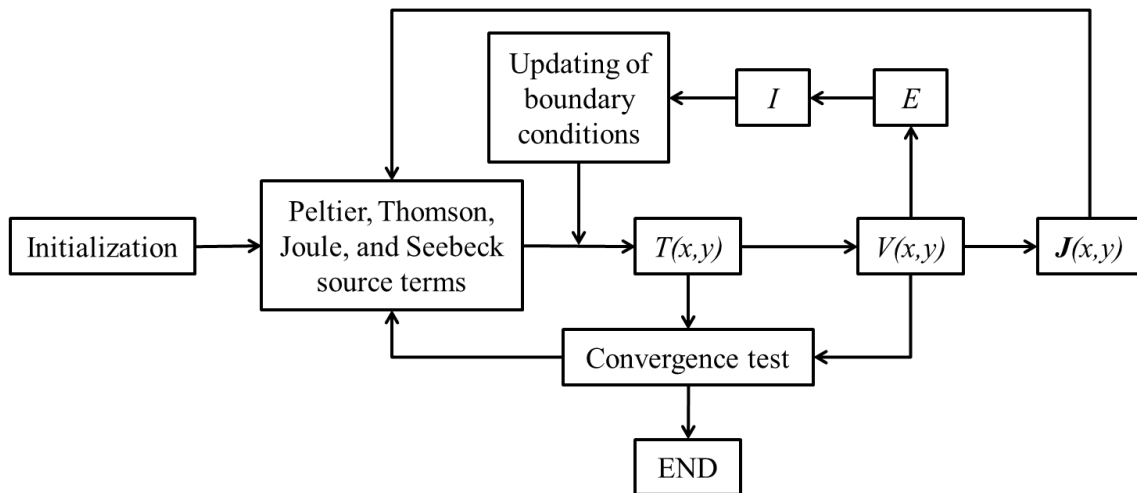 Updating of
boundary
conditions
I
E
Initialization
Peltier, Thomson,
Joule, and Seebeck
source terms
T(x,y)
V(x,y)
J(x,y)
Convergence test
END